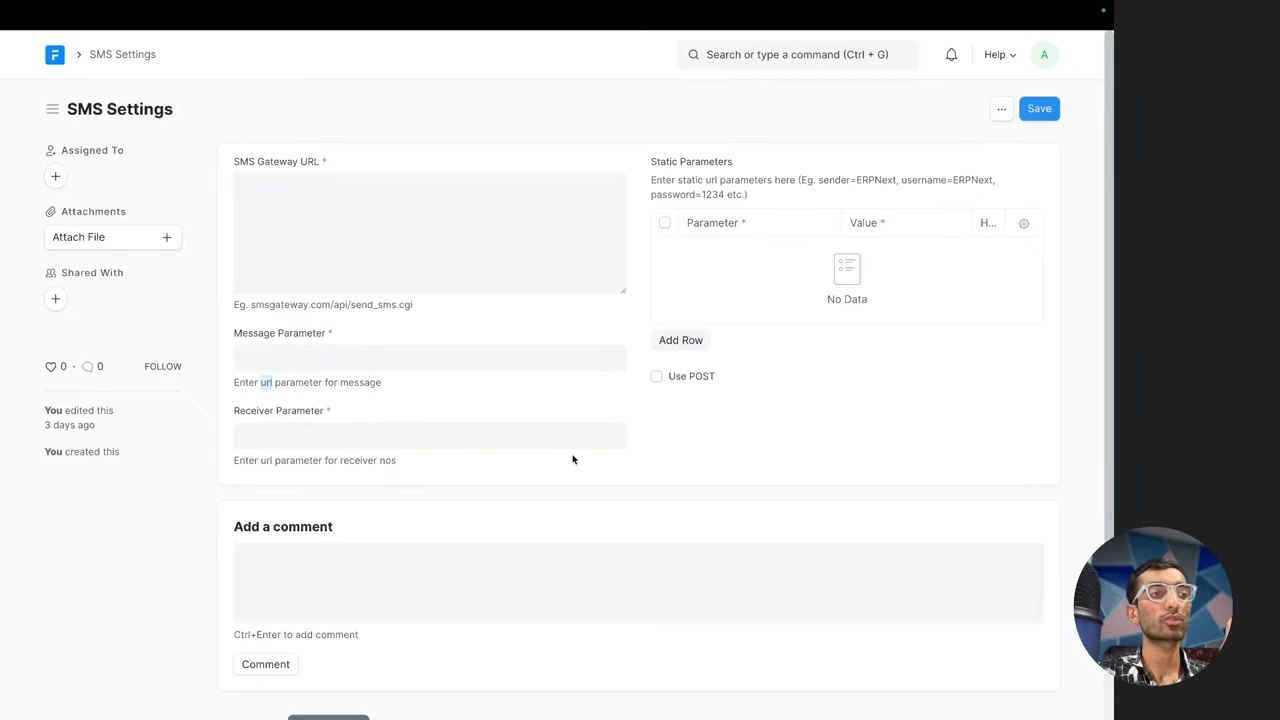 F
SMS Settings
Search or type a command (Ctrl + G)
Help
A
SMS Settings
...
Save
Assigned To
Attachments
Attach File
Shared With
0 · 0
FOLLOW
You edited this
3 days ago
You created this
SMS Gateway URL *
Eg. smsgateway.com/api/send_sms.cgi
Message Parameter *
Enter url parameter for message
Receiver Parameter *
Enter url parameter for receiver nos
Static Parameters
Enter static url parameters here (Eg. sender=ERPNext, username=ERPNext,
password=1234 etc.)
Parameter *
Value *
H...
No Data
Add Row
Use POST
Add a comment
Ctrl+Enter to add comment
Comment